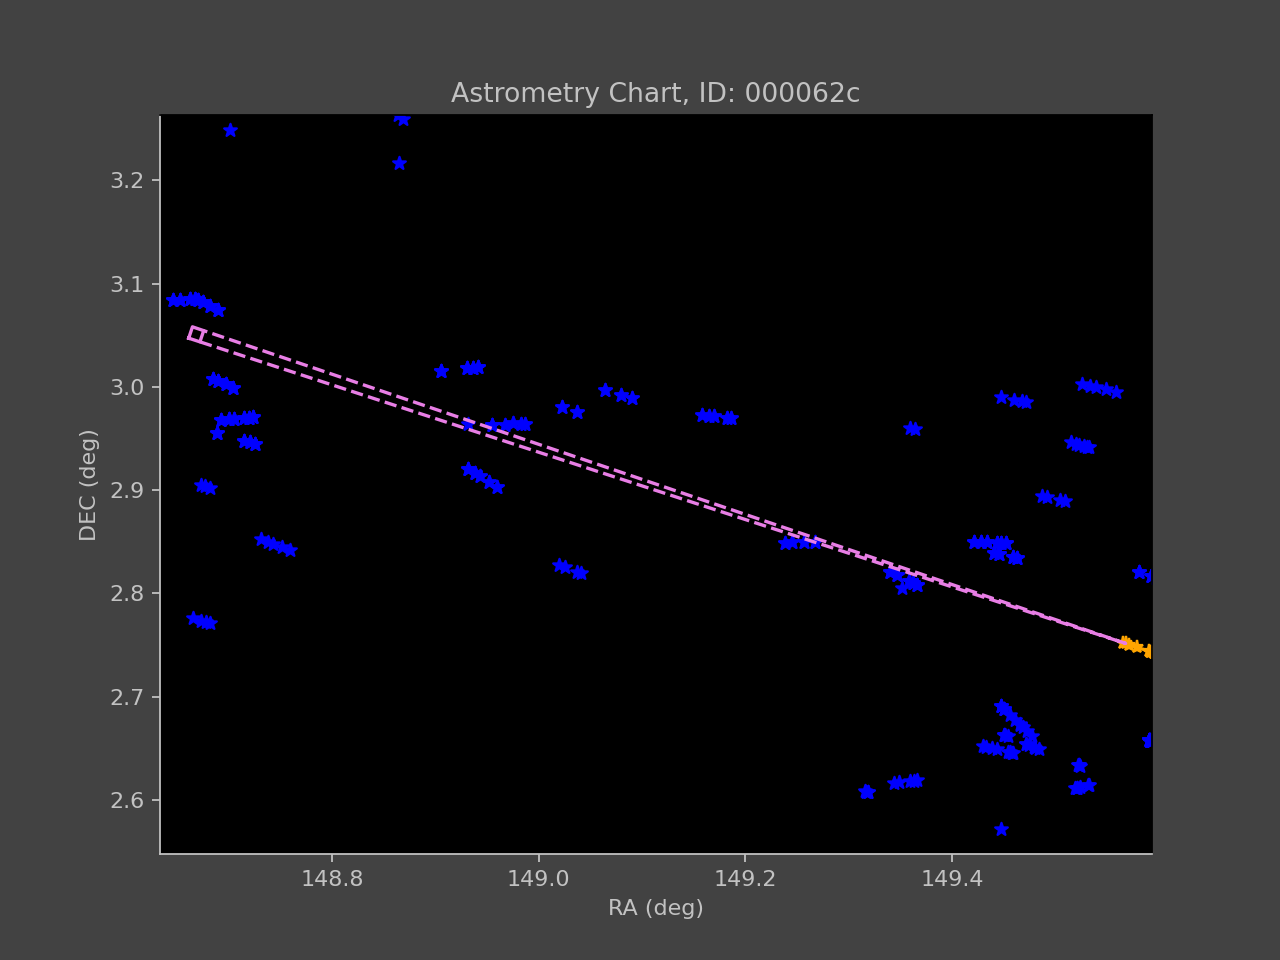 Astrometry Chart, ID: 000062c
3.2
3.1
3.0
2.9
2.8
2.7
2.6
DEC (deg)
148.8 149.0 149.2 149.4
RA (deg)